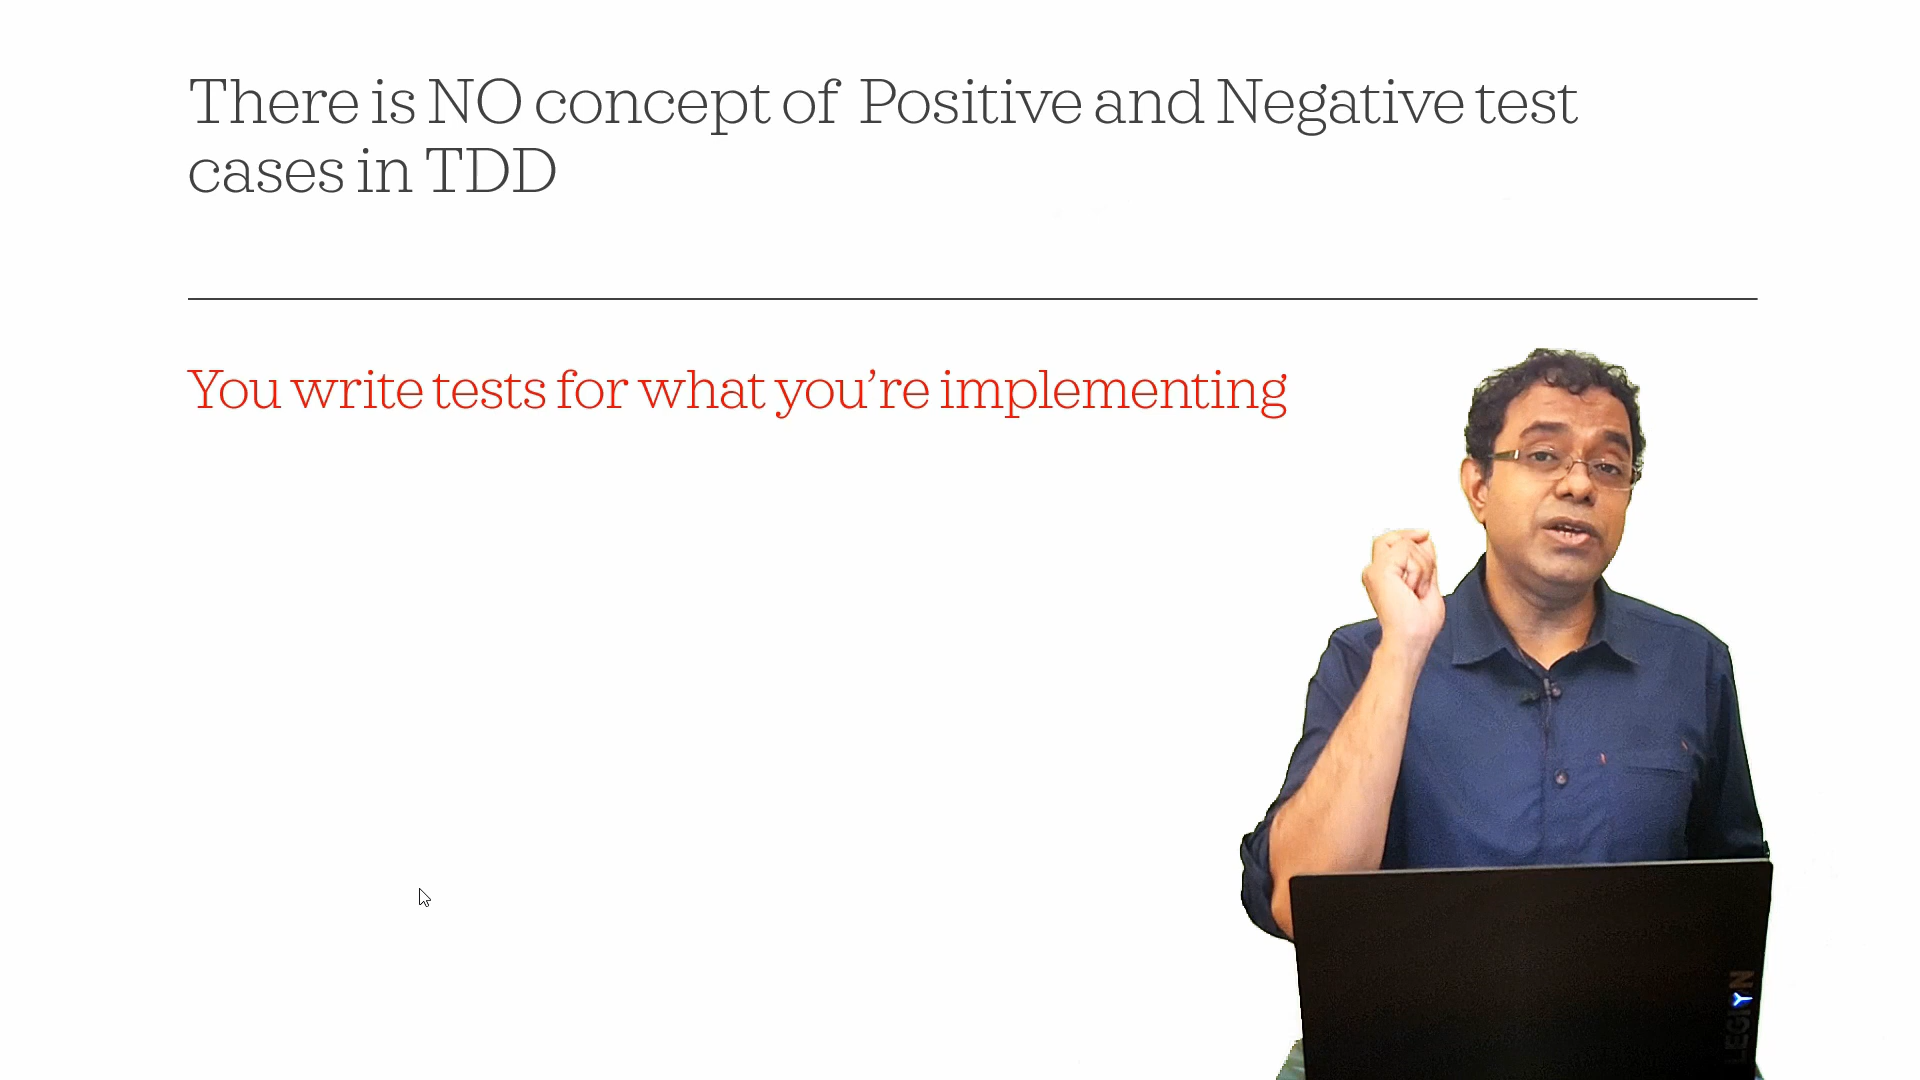 There is NO concept of Positive and Negative test
cases in TDD
You write tests for what you’re implementing
LEGION